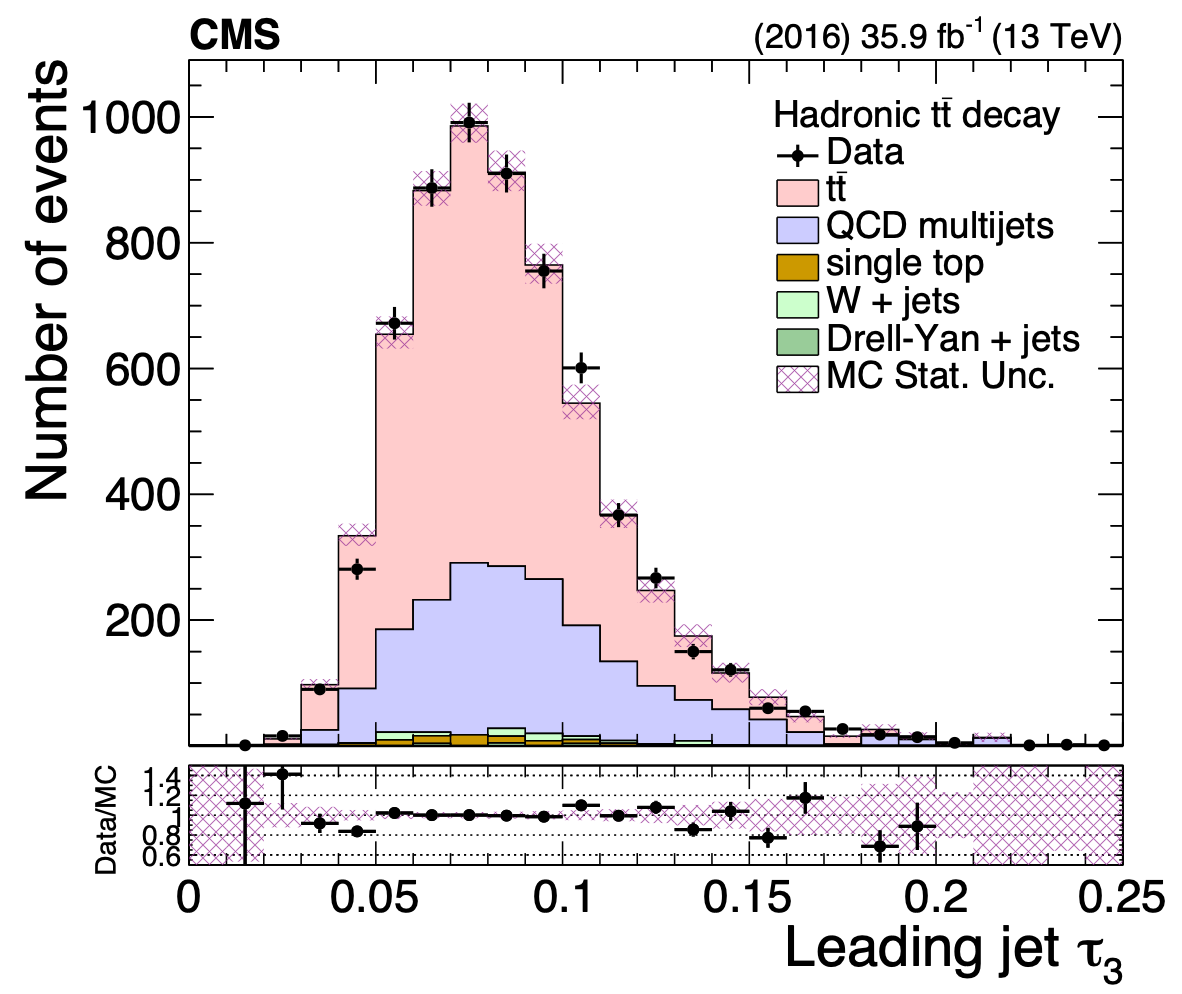 CMS (2016) 35.9 fb⁻¹ (13 TeV)
Number of events
1000
800
600
400
200
Hadronic tt̄ decay
Data
tt̄
QCD multijets
single top
W + jets
Drell-Yan + jets
MC Stat. Unc.
Data/MC
1.4
1.2
1
0.8
0.6
0 0.05 0.1 0.15 0.2 0.25
Leading jet τ₃